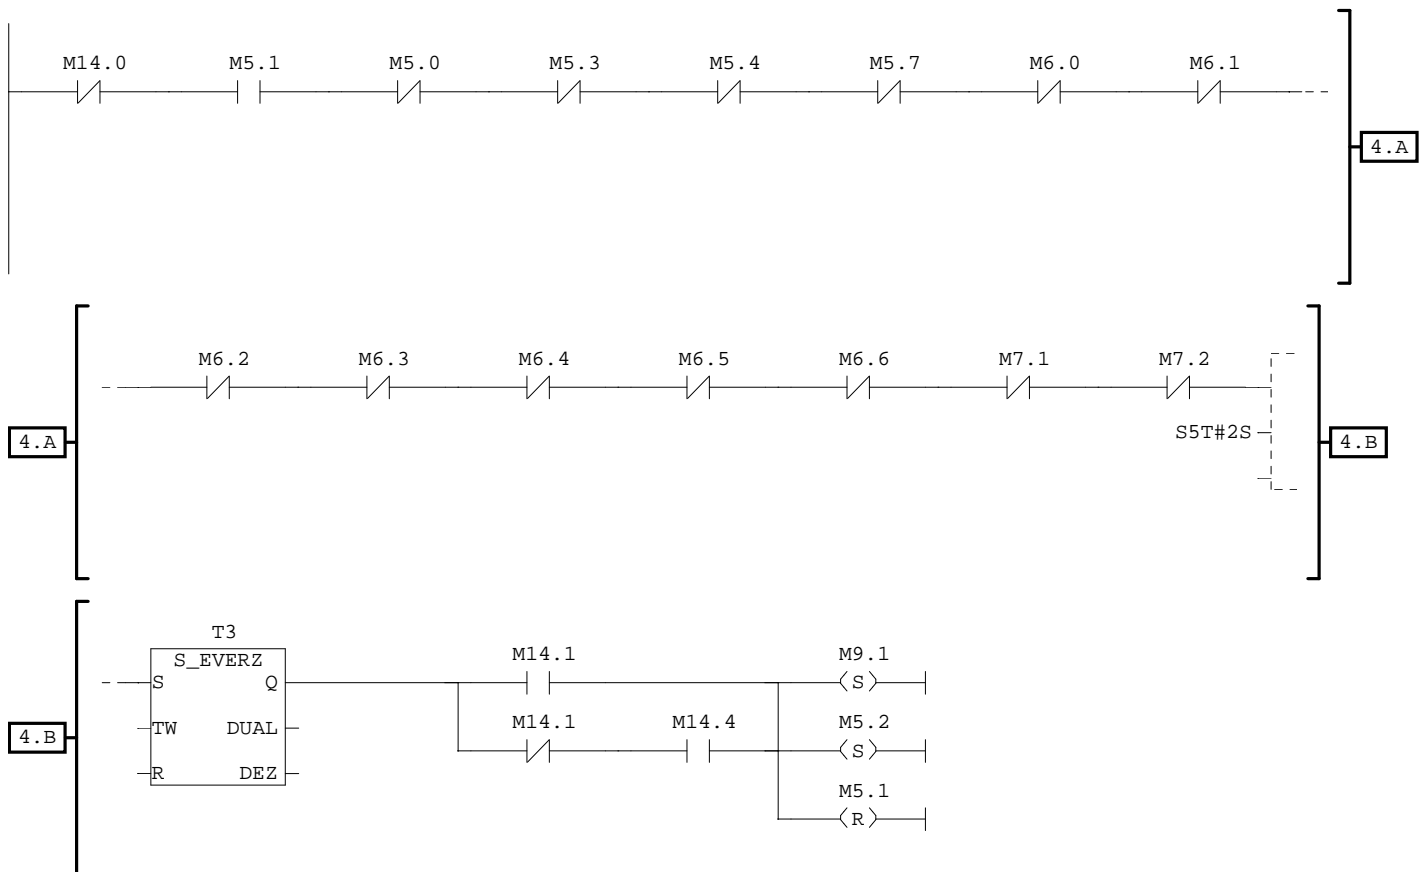 M14.0 M5.1 M5.0 M5.3 M5.4 M5.7 M6.0 M6.1
4.A
M6.2 M6.3 M6.4 M6.5 M6.6 M7.1 M7.2
S5T#2S
4.A
4.B
T3
S_EVERZ
M14.1 M9.1
S Q S
M14.1 M14.4 M5.2
4.B
TW DUAL S
M5.1
R DEZ
R